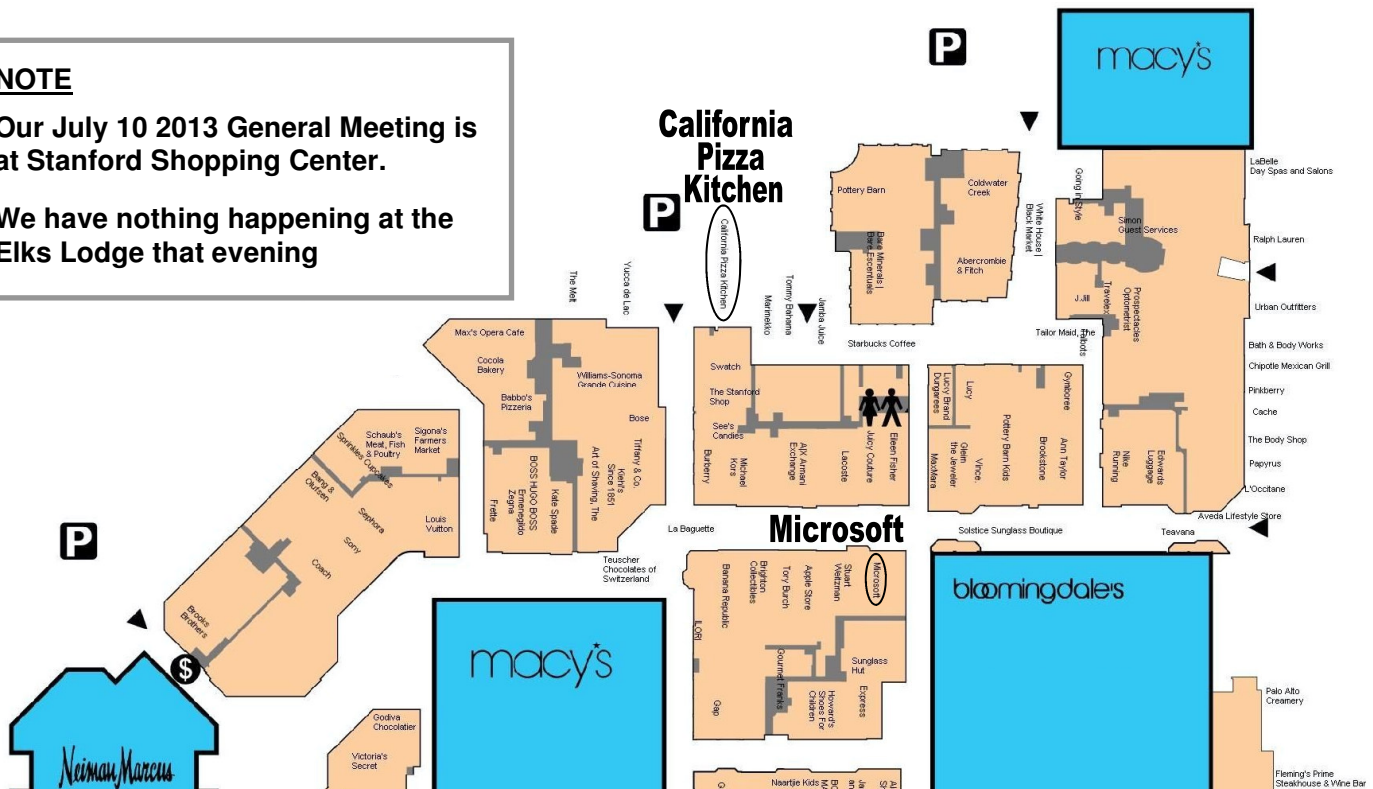 NOTE
Our July 10 2013 General Meeting is
at Stanford Shopping Center.
We have nothing happening at the
Elks Lodge that evening
P
macy's
California
Pizza
Kitchen
P
California Pizza Kitchen
The Melt
Yucca de Lac
Marimekko
Tommy Bahama
Jamba Juice
Starbucks Coffee
Pottery Barn
Bare Minerals |
Bare Escentuals
Coldwater
Creek
Abercrombie
& Fitch
White House |
Black Market
Going in Style
Simon
Guest Services
J.Jill
Travelex
Prospectacles
Optometrist
Tailor Maid, The
Talbots
LaBelle
Day Spas and Salons
Ralph Lauren
Urban Outfitters
Bath & Body Works
Chipotle Mexican Grill
Pinkberry
Cache
The Body Shop
Papyrus
L'Occitane
Aveda Lifestyle Store
Teavana
Nike
Running
Edwards
Luggage
Max's Opera Cafe
Cocola
Bakery
Babbo's
Pizzeria
Williams-Sonoma
Grande Cuisine
Bose
Tiffany & Co.
Kiehl's
Since 1851
Art of Shaving, The
Kate Spade
BOSS HUGO BOSS
Ermenegildo
Zegna
Frette
Teuscher
Chocolates of
Switzerland
Swatch
The Stanford
Shop
See's
Candies
Burberry
Michael
Kors
A|X Armani
Exchange
Lacoste
Juicy Couture
Eileen Fisher
La Baguette
Lucky Brand
Dungarees
Lucy
Gleim
the Jeweler
MaxMara
Vince.
Pottery Barn Kids
Brookstone
Ann Taylor
Gymboree
Solstice Sunglass Boutique
Schaub's
Meat, Fish
& Poultry
Sigona's
Farmers
Market
Sprinkles Cupcakes
Bang &
Olufsen
Sephora
Sony
Coach
Louis
Vuitton
Brooks
Brothers
P
$
Neiman Marcus
macy's
Godiva
Chocolatier
Victoria's
Secret
Microsoft
Microsoft
Stuart
Weitzman
Apple Store
Tory Burch
Brighton
Collectibles
Banana Republic
ILORI
Gap
Gourmet Franks
Howard's
Shoes For
Children
Express
Sunglass
Hut
Naartjie Kids
bloomingdale's
Palo Alto
Creamery
Fleming's Prime
Steakhouse & Wine Bar